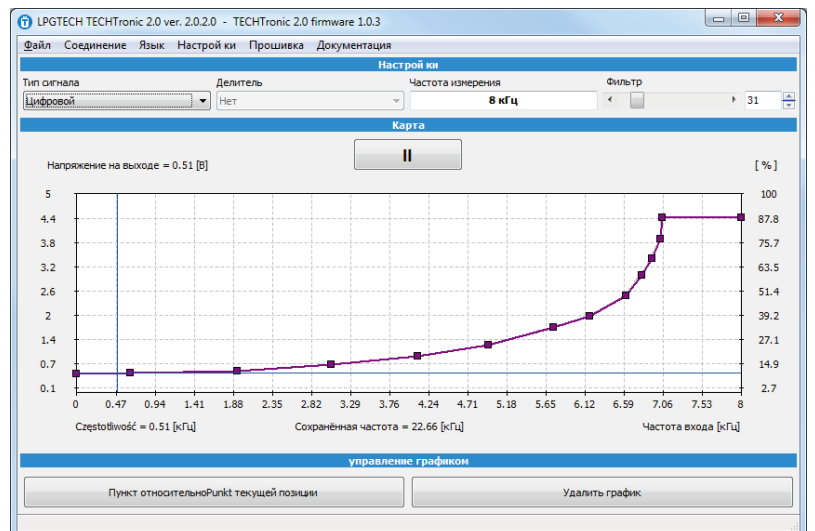 LPGTECH TECHTronic 2.0 ver. 2.0.2.0 - TECHTronic 2.0 firmware 1.0.3
Файл Соединение Язык Настрой ки Прошивка Документация
Настрой ки
Тип сигнала Делитель Частота измерения Фильтр
Цифровой Нет 8 кГц 31
Карта
Напряжение на выходе = 0.51 [В] [ % ]
5 100
4.4 87.8
3.8 75.7
3.2 63.5
2.6 51.4
2 39.2
1.4 27.1
0.7 14.9
0.1 2.7
0 0.47 0.94 1.41 1.88 2.35 2.82 3.29 3.76 4.24 4.71 5.18 5.65 6.12 6.59 7.06 7.53 8
Częstotliwość = 0.51 [кГц] Сохранённая частота = 22.66 [кГц] Частота входа [кГц]
управление графиком
Пункт относительноPunkt текущей позиции Удалить график